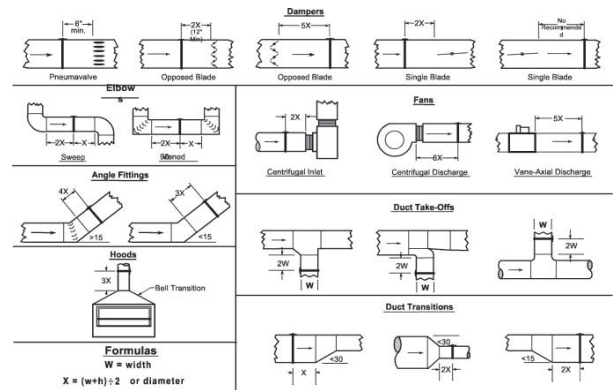 Dampers
6"
min.
2X
(12"
Min)
5X
2X
No
Recommende
d
Pneumavalve
Opposed Blade
Opposed Blade
Single Blade
Single Blade
Elbow
s
2X
X
2X
X
Sweep
Fans
2X
6X
5X
Centrifugal Inlet
Centrifugal Discharge
Vane-Axial Discharge
Angle Fittings
4X
3X
>15
<15
Duct Take-Offs
2W
W
2W
W
W
2W
Hoods
3X
Bell Transition
Duct Transitions
X
<30
<30
2X
<15
2X
Formulas
W = width
X = (w+h)÷2 or diameter